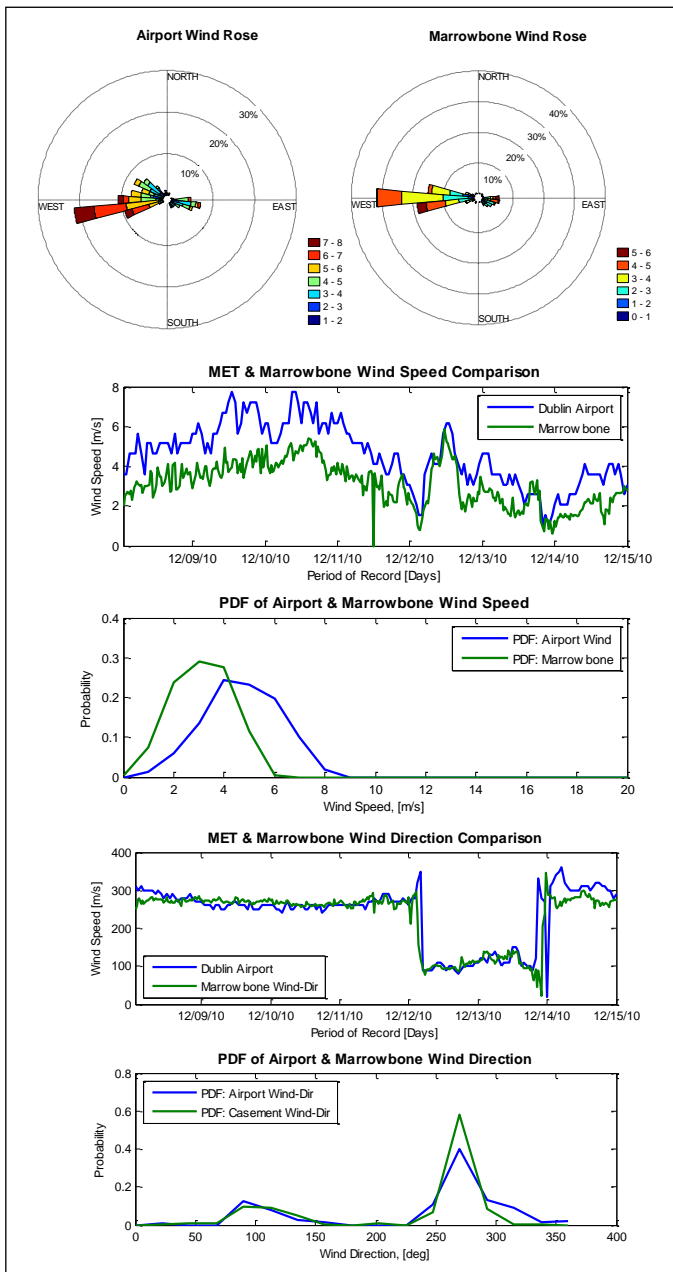 Airport Wind Rose
Marrowbone Wind Rose
NORTH
30%
20%
10%
WEST
EAST
SOUTH
7 - 8
6 - 7
5 - 6
4 - 5
3 - 4
2 - 3
1 - 2
NORTH
40%
30%
20%
10%
WEST
EAST
SOUTH
5 - 6
4 - 5
3 - 4
2 - 3
1 - 2
0 - 1
MET & Marrowbone Wind Speed Comparison
Wind Speed [m/s]
8
6
4
2
0
Dublin Airport
Marrowbone
12/09/10 12/10/10 12/11/10 12/12/10 12/13/10 12/14/10 12/15/10
Period of Record [Days]
PDF of Airport & Marrowbone Wind Speed
Probability
0.4
0.3
0.2
0.1
0
PDF: Airport Wind
PDF: Marrowbone
0 2 4 6 8 10 12 14 16 18 20
Wind Speed, [m/s]
MET & Marrowbone Wind Direction Comparison
Wind Speed [m/s]
400
300
200
100
0
Dublin Airport
Marrowbone Wind-Dir
12/09/10 12/10/10 12/11/10 12/12/10 12/13/10 12/14/10 12/15/10
Period of Record [Days]
PDF of Airport & Marrowbone Wind Direction
Probability
0.8
0.6
0.4
0.2
0
PDF: Airport Wind-Dir
PDF: Casement Wind-Dir
0 50 100 150 200 250 300 350 400
Wind Direction, [deg]